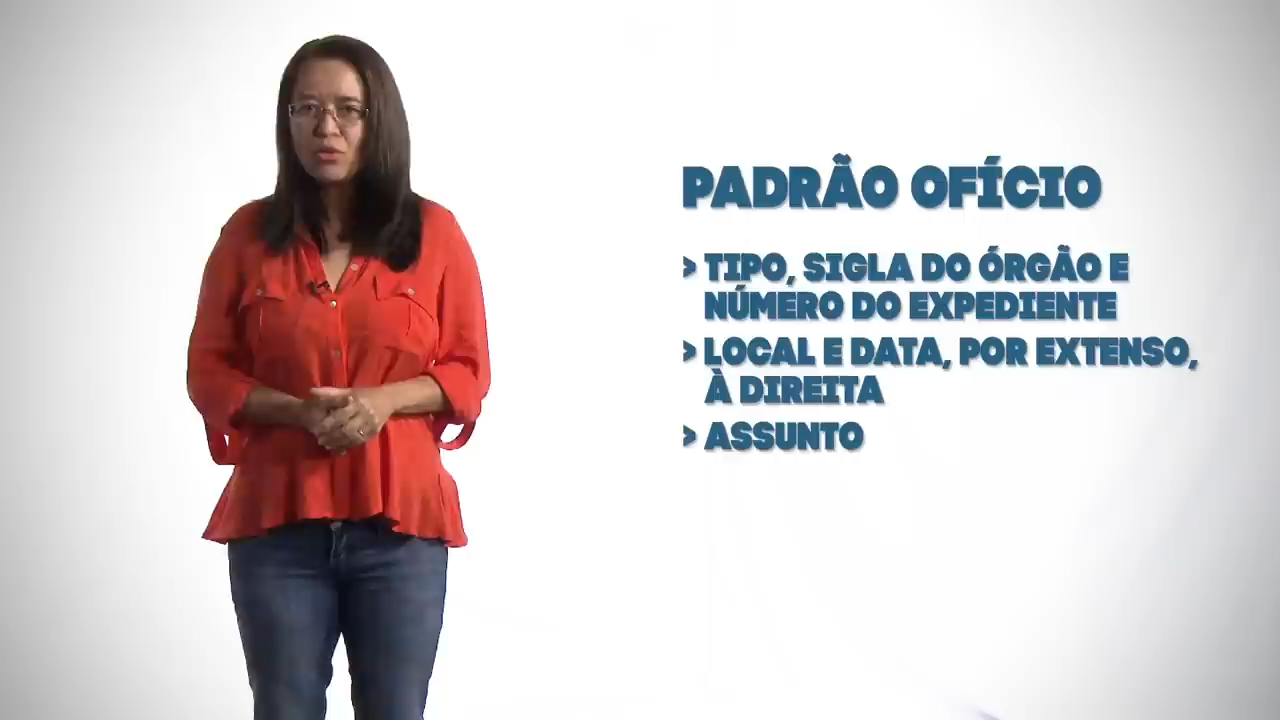 PADRÃO OFÍCIO
> TIPO, SIGLA DO ÓRGÃO E
NÚMERO DO EXPEDIENTE
> LOCAL E DATA, POR EXTENSO,
À DIREITA
> ASSUNTO